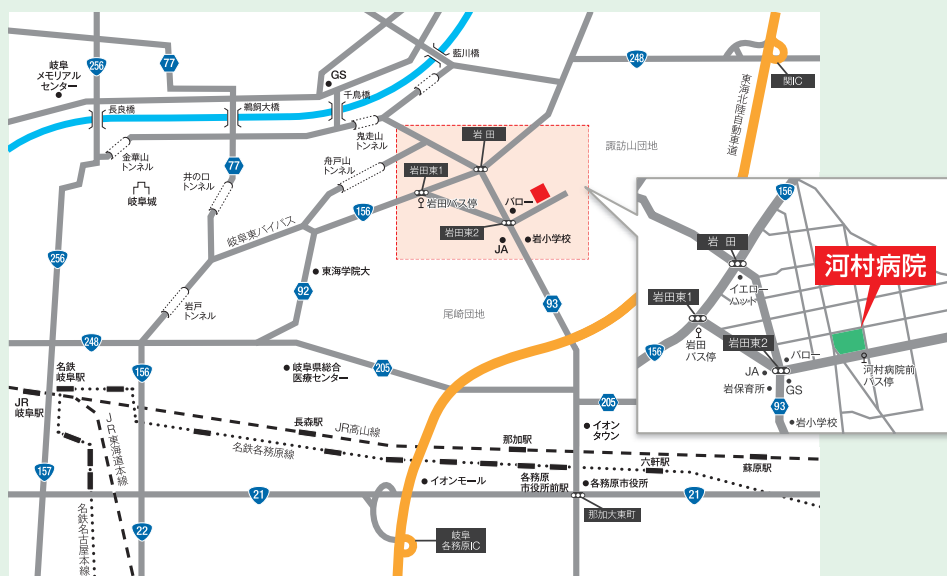 藍川橋
77
256
岐阜
メモリアル
センター
GS
248
関IC
長良橋
鵜飼大橋
千鳥橋
東海北陸自動車道
鬼走山
トンネル
岩 田
諏訪山団地
金華山
トンネル
舟戸山
トンネル
77
岩田東1
井の口
トンネル
岐阜城
156
岩田バス停
バロー
岩田東2
岩小学校
JA
岐阜東バイパス
256
東海学院大
92
93
岩戸
トンネル
尾崎団地
248
156
岐阜県総合
医療センター
205
名鉄
岐阜駅
JR
岐阜駅
205
長森駅
JR高山線
イオン
タウン
那加駅
JR東海道本線
名鉄各務原線
六軒駅
蘇原駅
157
イオンモール
各務原
市役所前駅
各務原市役所
21
21
那加大東町
22
名鉄名古屋本線
岐阜
各務原IC
156
岩 田
河村病院
イエロー
ハット
岩田東1
岩田
バス停
岩田東2
156
バロー
JA
河村病院前
バス停
岩保育所
GS
93
岩小学校